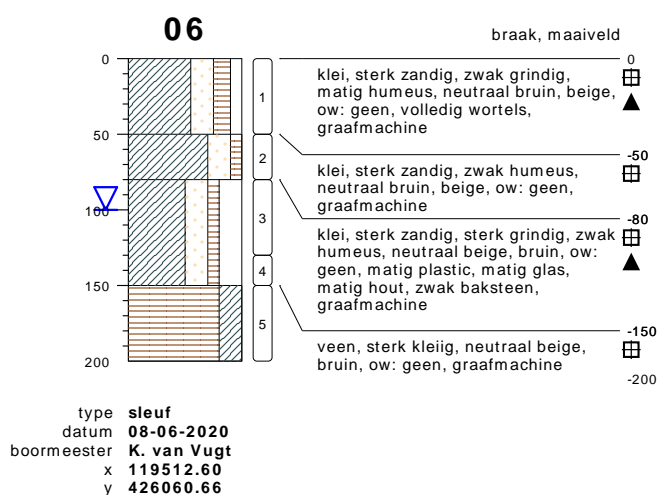 06
braak, maaiveld
0
0
klei, sterk zandig, zwak grindig,
matig humeus, neutraal bruin, beige,
ow: geen, volledig wortels,
graafmachine
1
50
-50
klei, sterk zandig, zwak humeus,
neutraal bruin, beige, ow: geen,
graafmachine
2
-80
klei, sterk zandig, sterk grindig, zwak
humeus, neutraal beige, bruin, ow:
geen, matig plastic, matig glas,
matig hout, zwak baksteen,
graafmachine
100
3
4
150
-150
veen, sterk kleiig, neutraal beige,
bruin, ow: geen, graafmachine
5
200
-200
type sleuf
datum 08-06-2020
boormeester K. van Vugt
x 119512.60
y 426060.66